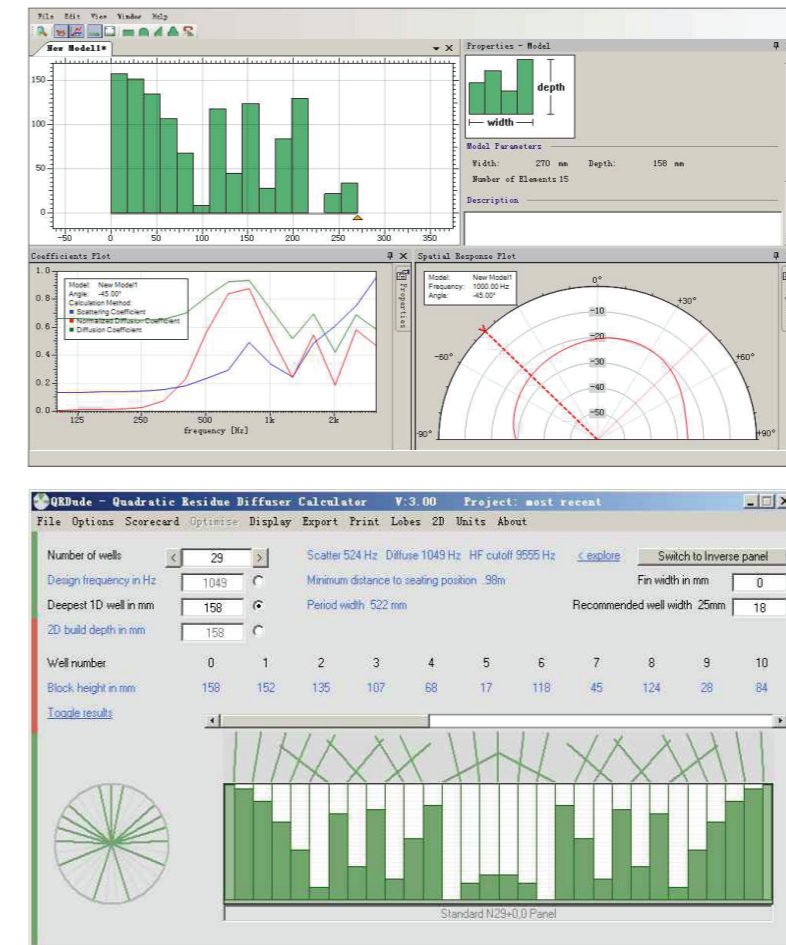 File Edit View Window Help
New Model1*
Properties - Model
150
100
50
0
-50 0 50 100 150 200 250 300 350
depth
width
Model Parameters
Width: 270 mm Depth: 158 mm
Number of Elements 15
Description
Coefficients Plot
Model: New Model1
Angle: -45.00°
Calculation Method:
Scattering Coefficient
Normalized Diffusion Coefficient
Diffusion Coefficient
1.0
0.8
0.6
0.4
0.2
0.0
125 250 500 1k 2k
frequency [Hz]
Properties
Spatial Response Plot
Model: New Model1
Frequency: 1000.00 Hz
Angle: -45.00°
0°
+30°
-60°
+60°
-90°
+90°
-10
-20
-30
-40
-50
QRDude - Quadratic Residue Diffuser Calculator V:3.00 Project: most recent
File Options Scorecard Optimise Display Export Print Lobes 2D Units About
Number of wells < 29 > Scatter 524 Hz Diffuse 1049 Hz HF cutoff 9555 Hz < explore Switch to Inverse panel
Design frequency in Hz 1049 Minimum distance to seating position .98m Fin width in mm 0
Deepest 1D well in mm 158 Period width 522 mm Recommended well width 25mm 18
2D build depth in mm 158
Well number 0 1 2 3 4 5 6 7 8 9 10
Block height in mm 158 152 135 107 68 17 118 45 124 28 84
Toggle results
Standard N29+0,0 Panel